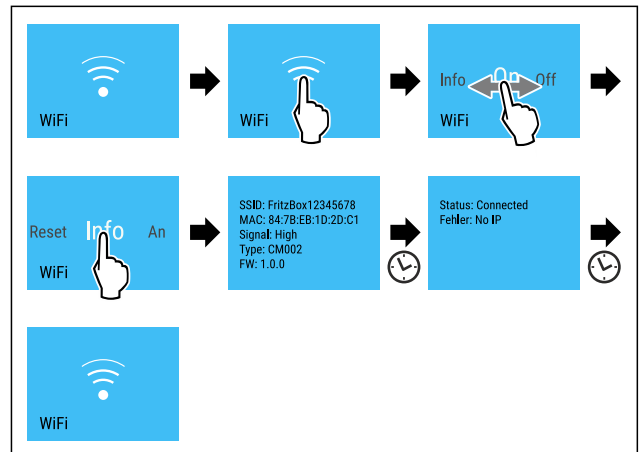 WiFi
WiFi
Info On Off
WiFi
Reset Info An
WiFi
SSID: FritzBox12345678
MAC: 84:7B:EB:1D:2D:C1
Signal: High
Type: CM002
FW: 1.0.0
Status: Connected
Fehler: No IP
WiFi